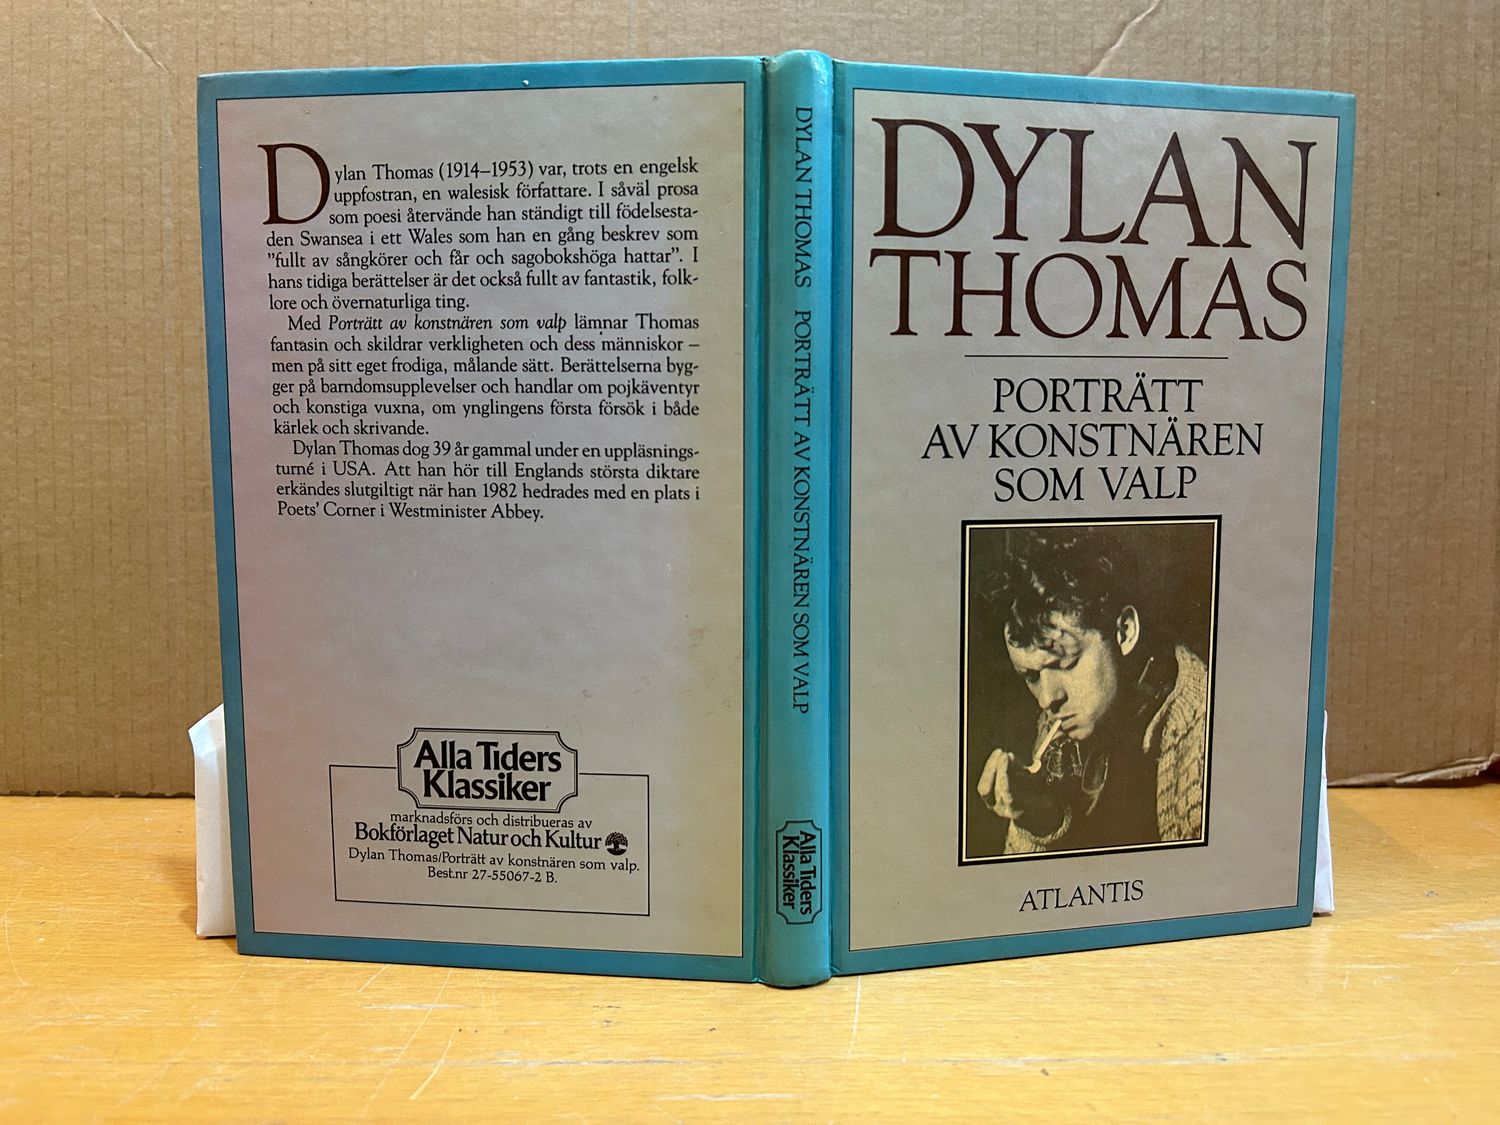 Dylan Thomas (1914–1953) var, trots en engelsk
uppfostran, en walesisk författare. I såväl prosa
som poesi återvände han ständigt till födelsesta-
den Swansea i ett Wales som han en gång beskrev som
”fullt av sångkörer och får och sagobokshöga hattar”. I
hans tidiga berättelser är det också fullt av fantastik, folk-
lore och övernaturliga ting.
Med Porträtt av konstnären som valp lämnar Thomas
fantasin och skildrar verkligheten och dess människor –
men på sitt eget frodiga, målande sätt. Berättelserna byg-
ger på barndomsupplevelser och handlar om pojkäventyr
och konstiga vuxna, om ynglingens första försök i både
kärlek och skrivande.
Dylan Thomas dog 39 år gammal under en uppläsnings-
turné i USA. Att han hör till Englands största diktare
erkändes slutgiltigt när han 1982 hedrades med en plats i
Poets’ Corner i Westminister Abbey.
Alla Tiders
Klassiker
marknadsförs och distribueras av
Bokförlaget Natur och Kultur
Dylan Thomas/Porträtt av konstnären som valp.
Best.nr 27-55067-2 B.
DYLAN THOMAS PORTRÄTT AV KONSTNÄREN SOM VALP
Alla Tiders
Klassiker
DYLAN
THOMAS
PORTRÄTT
AV KONSTNÄREN
SOM VALP
ATLANTIS